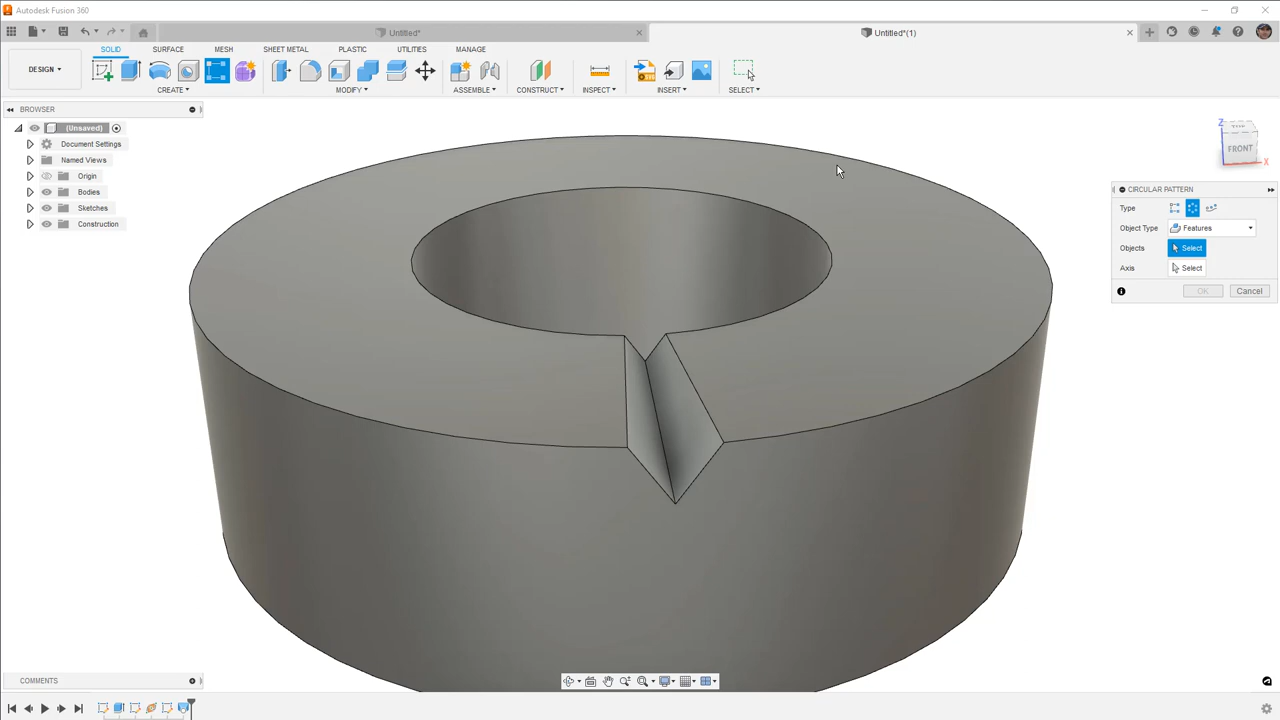 Autodesk Fusion 360
Untitled*
Untitled*(1)
SOLID SURFACE MESH SHEET METAL PLASTIC UTILITIES MANAGE
DESIGN
CREATE MODIFY ASSEMBLE CONSTRUCT INSPECT INSERT SELECT
BROWSER
(Unsaved)
Document Settings
Named Views
Origin
Bodies
Sketches
Construction
Z
TOP
FRONT
X
CIRCULAR PATTERN
Type
Object Type Features
Objects Select
Axis Select
OK Cancel
COMMENTS